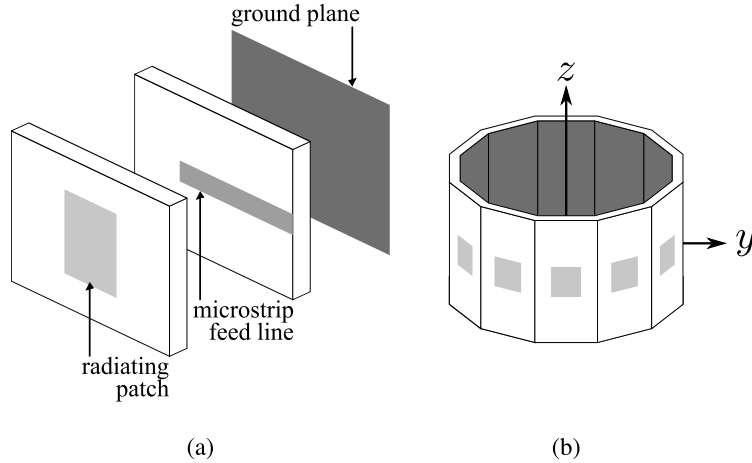 ground plane
z
y
microstrip
feed line
radiating
patch
(a)
(b)